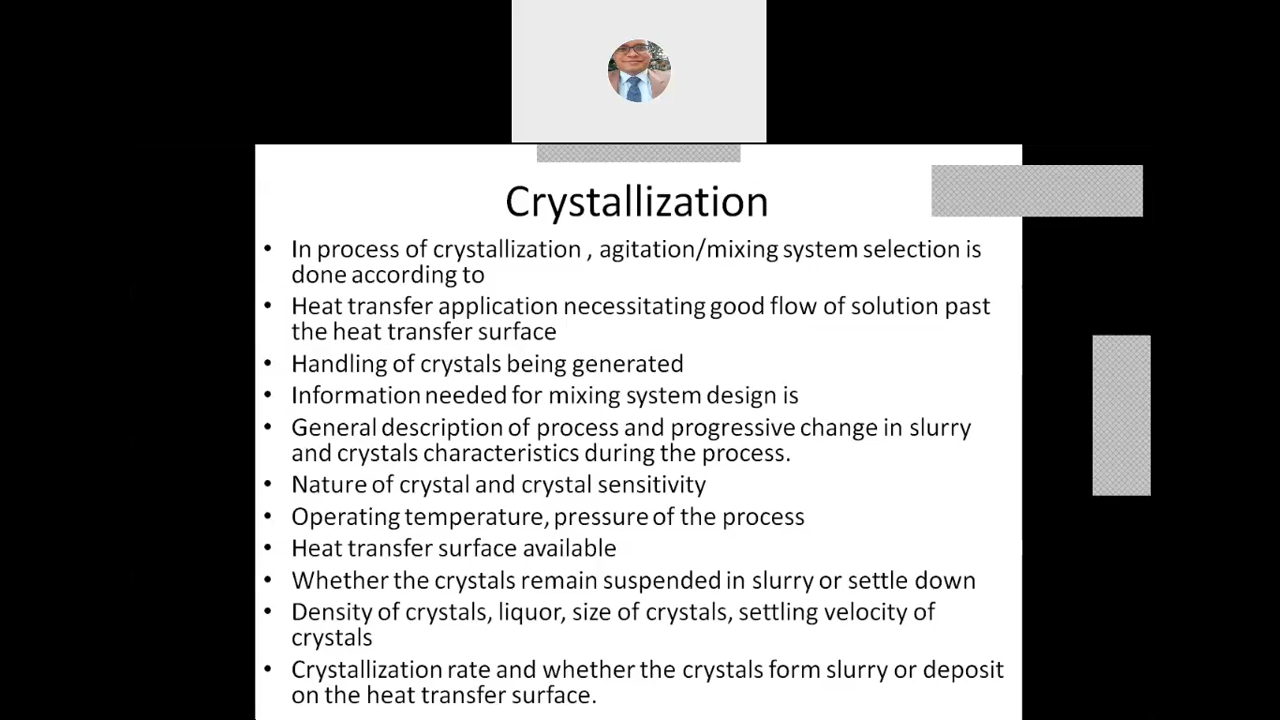 Crystallization
• In process of crystallization , agitation/mixing system selection is
done according to
• Heat transfer application necessitating good flow of solution past
the heat transfer surface
• Handling of crystals being generated
• Information needed for mixing system design is
• General description of process and progressive change in slurry
and crystals characteristics during the process.
• Nature of crystal and crystal sensitivity
• Operating temperature, pressure of the process
• Heat transfer surface available
• Whether the crystals remain suspended in slurry or settle down
• Density of crystals, liquor, size of crystals, settling velocity of
crystals
• Crystallization rate and whether the crystals form slurry or deposit
on the heat transfer surface.